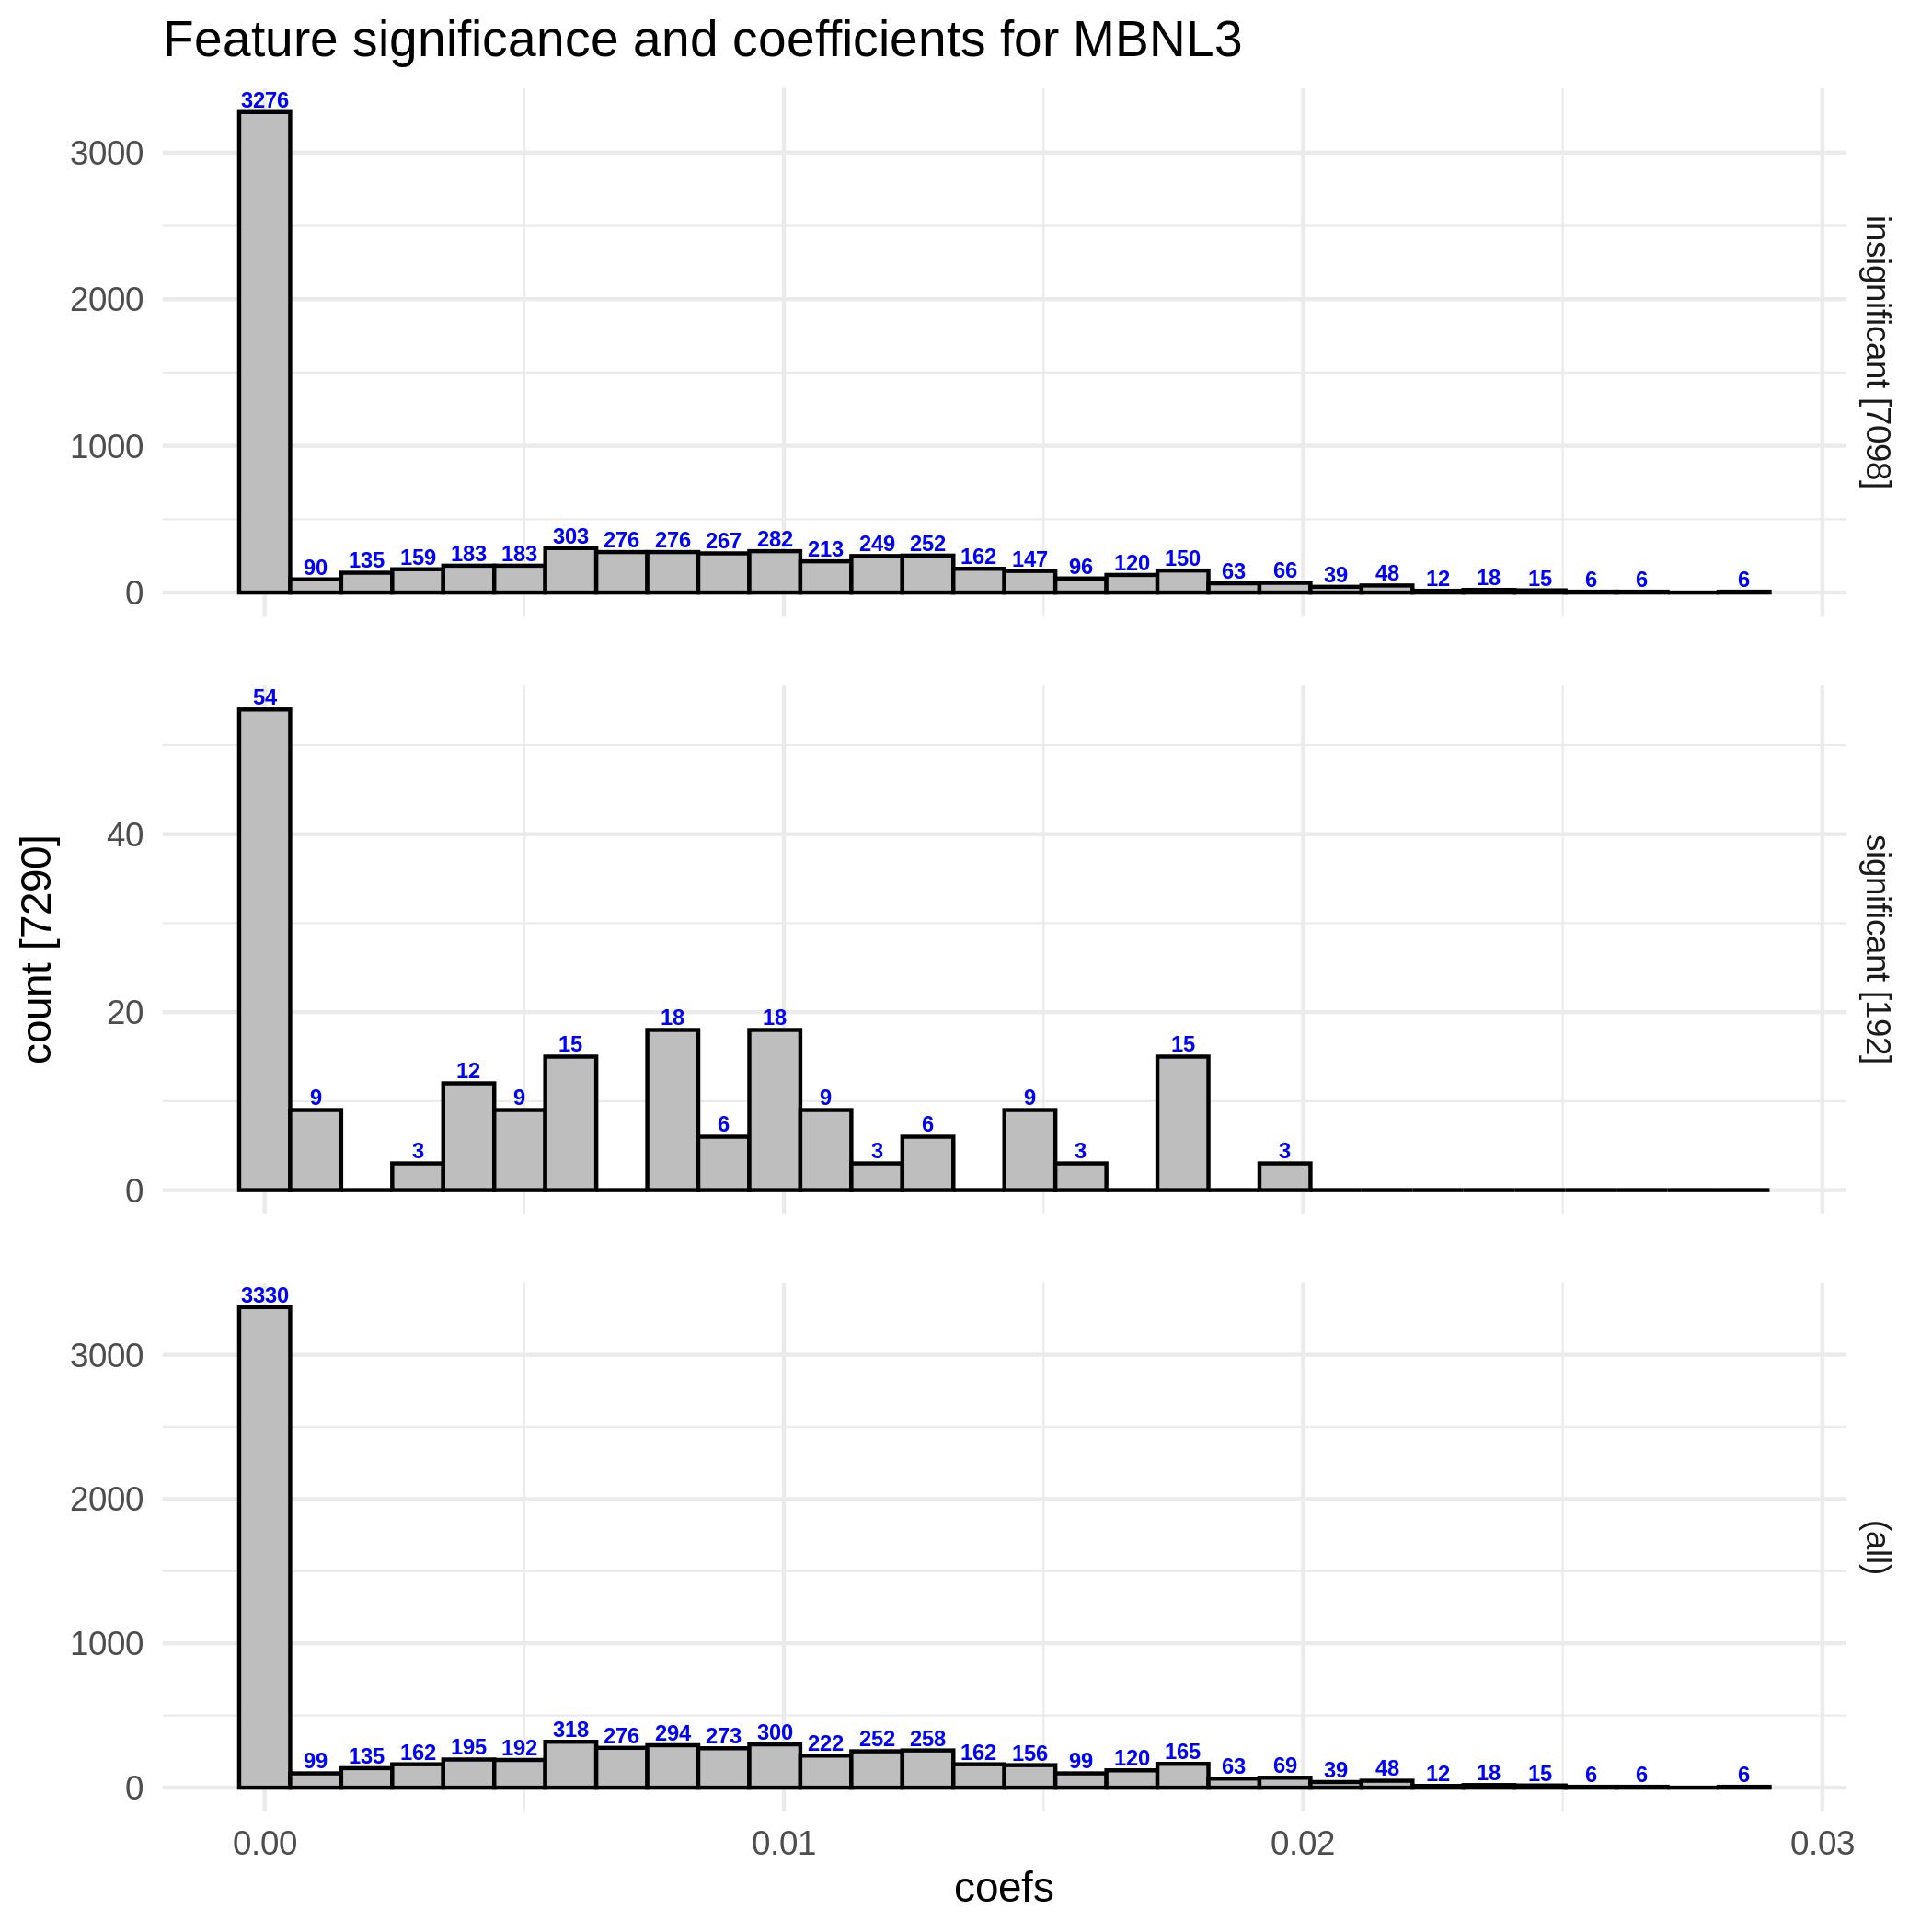 Feature significance and coefficients for MBNL3
3276
3000
2000
1000
0
90 135 159 183 183 303 276 276 267 282 213 249 252 162 147 96 120 150 63 66 39 48 12 18 15 6 6 6
insignificant [7098]
54
40
20
0
9 3 12 9 15 18 6 18 9 3 6 9 3 15 3
significant [192]
count [7290]
3330
3000
2000
1000
0
99 135 162 195 192 318 276 294 273 300 222 252 258 162 156 99 120 165 63 69 39 48 12 18 15 6 6 6
(all)
0.00 0.01 0.02 0.03
coefs